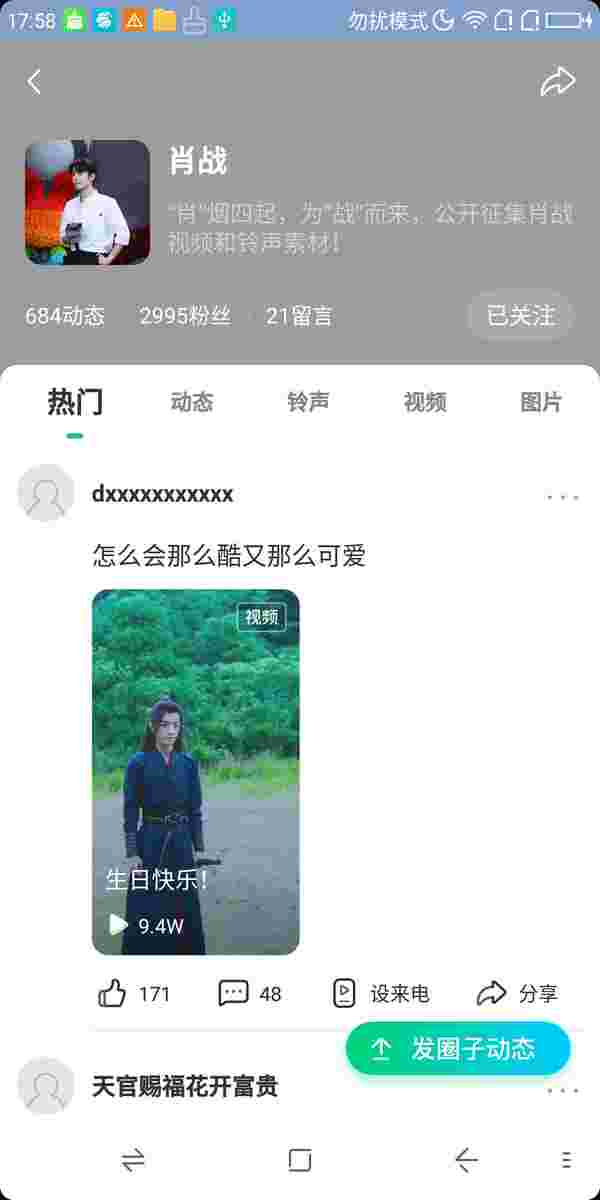 17:58
勿扰模式
肖战
“肖”烟四起，为“战”而来，公开征集肖战
视频和铃声素材！
684动态 2995粉丝 21留言 已关注
热门 动态 铃声 视频 图片
dxxxxxxxxxxx
怎么会那么酷又那么可爱
视频
生日快乐！
9.4W
171 48 设来电 分享
发圈子动态
天官赐福花开富贵